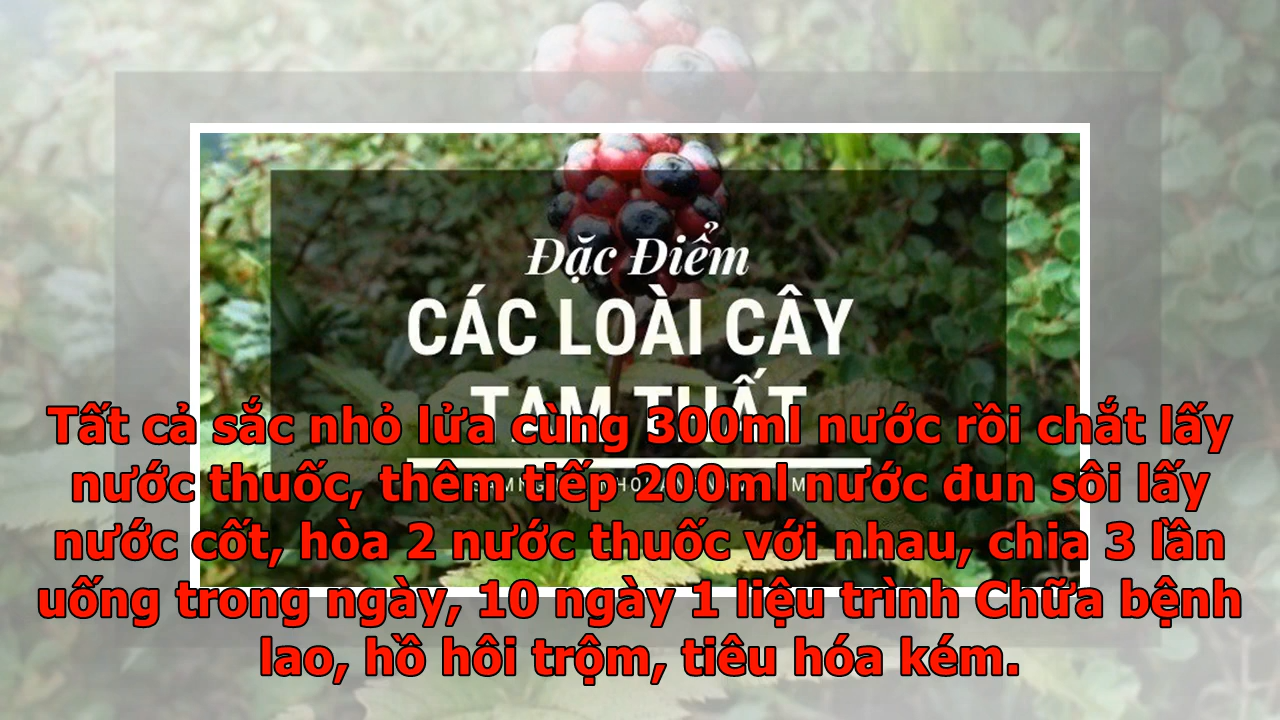 Đặc Điểm
CÁC LOÀI CÂY
TAM THẤT
Tất cả sắc nhỏ lửa cùng 300ml nước rồi chắt lấy
nước thuốc, thêm tiếp 200ml nước đun sôi lấy
nước cốt, hòa 2 nước thuốc với nhau, chia 3 lần
uống trong ngày, 10 ngày 1 liệu trình Chữa bệnh
lao, hồ hôi trộm, tiêu hóa kém.